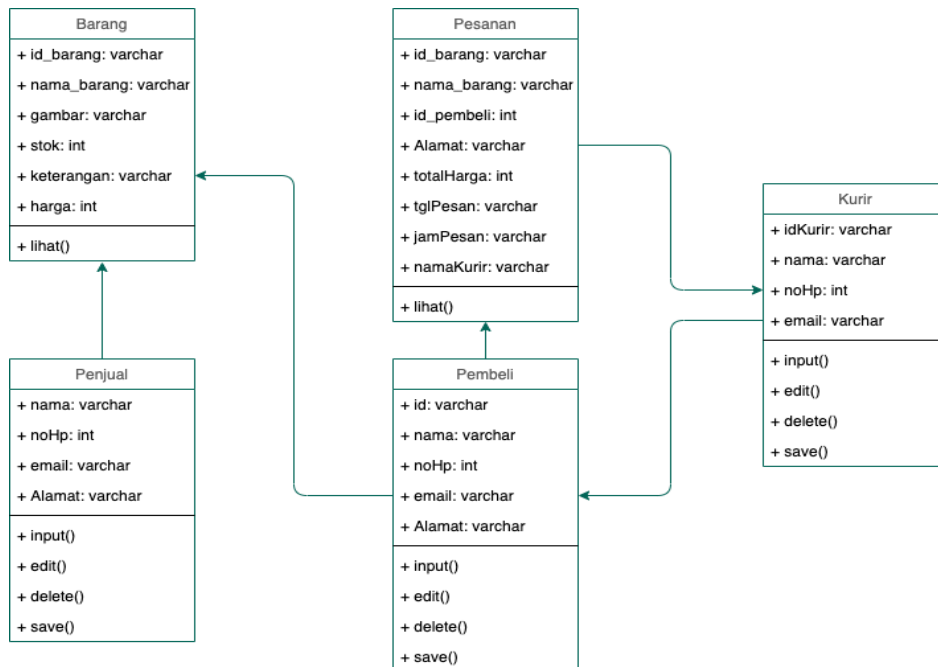 Barang
+ id_barang: varchar
+ nama_barang: varchar
+ gambar: varchar
+ stok: int
+ keterangan: varchar
+ harga: int
+ lihat()
Pesanan
+ id_barang: varchar
+ nama_barang: varchar
+ id_pembeli: int
+ Alamat: varchar
+ totalHarga: int
+ tglPesan: varchar
+ jamPesan: varchar
+ namaKurir: varchar
+ lihat()
Kurir
+ idKurir: varchar
+ nama: varchar
+ noHp: int
+ email: varchar
+ input()
+ edit()
+ delete()
+ save()
Penjual
+ nama: varchar
+ noHp: int
+ email: varchar
+ Alamat: varchar
+ input()
+ edit()
+ delete()
+ save()
Pembeli
+ id: varchar
+ nama: varchar
+ noHp: int
+ email: varchar
+ Alamat: varchar
+ input()
+ edit()
+ delete()
+ save()